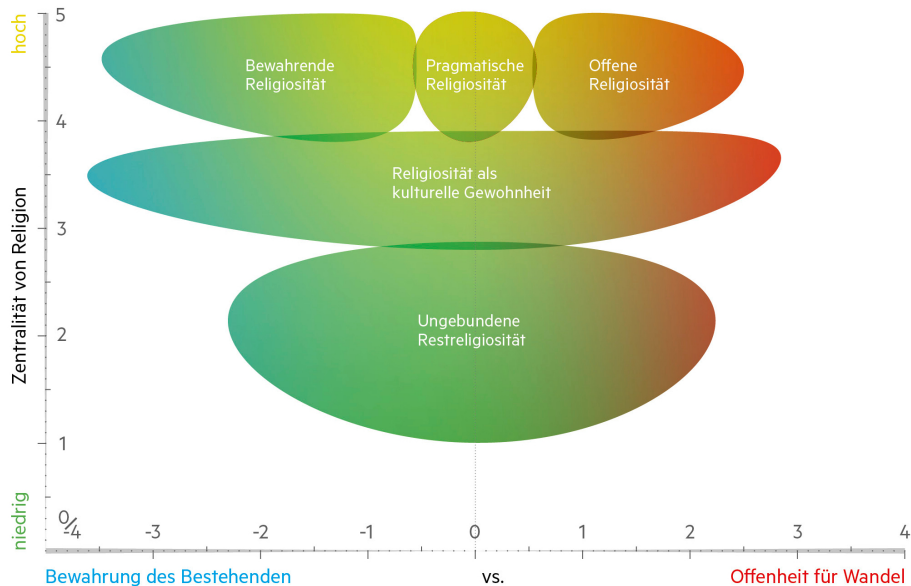 hoch
Zentralität von Religion
niedrig
5
4
3
2
1
0
Bewahrende
Religiosität
Pragmatische
Religiosität
Offene
Religiosität
Religiosität als
kulturelle Gewohnheit
Ungebundene
Restreligiosität
-4 -3 -2 -1 0 1 2 3 4
Bewahrung des Bestehenden vs. Offenheit für Wandel